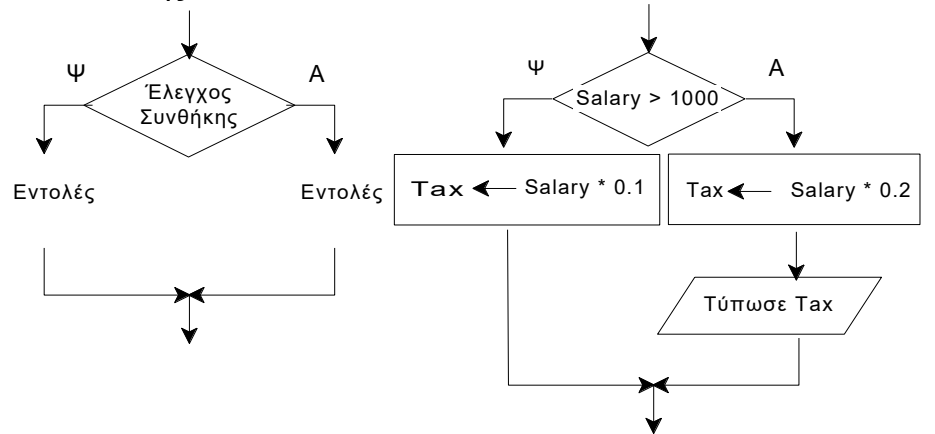 Ψ
Α
Έλεγχος
Συνθήκης
Εντολές
Εντολές
Ψ
Α
Salary > 1000
Tax ← Salary * 0.1
Tax ← Salary * 0.2
Τύπωσε Tax